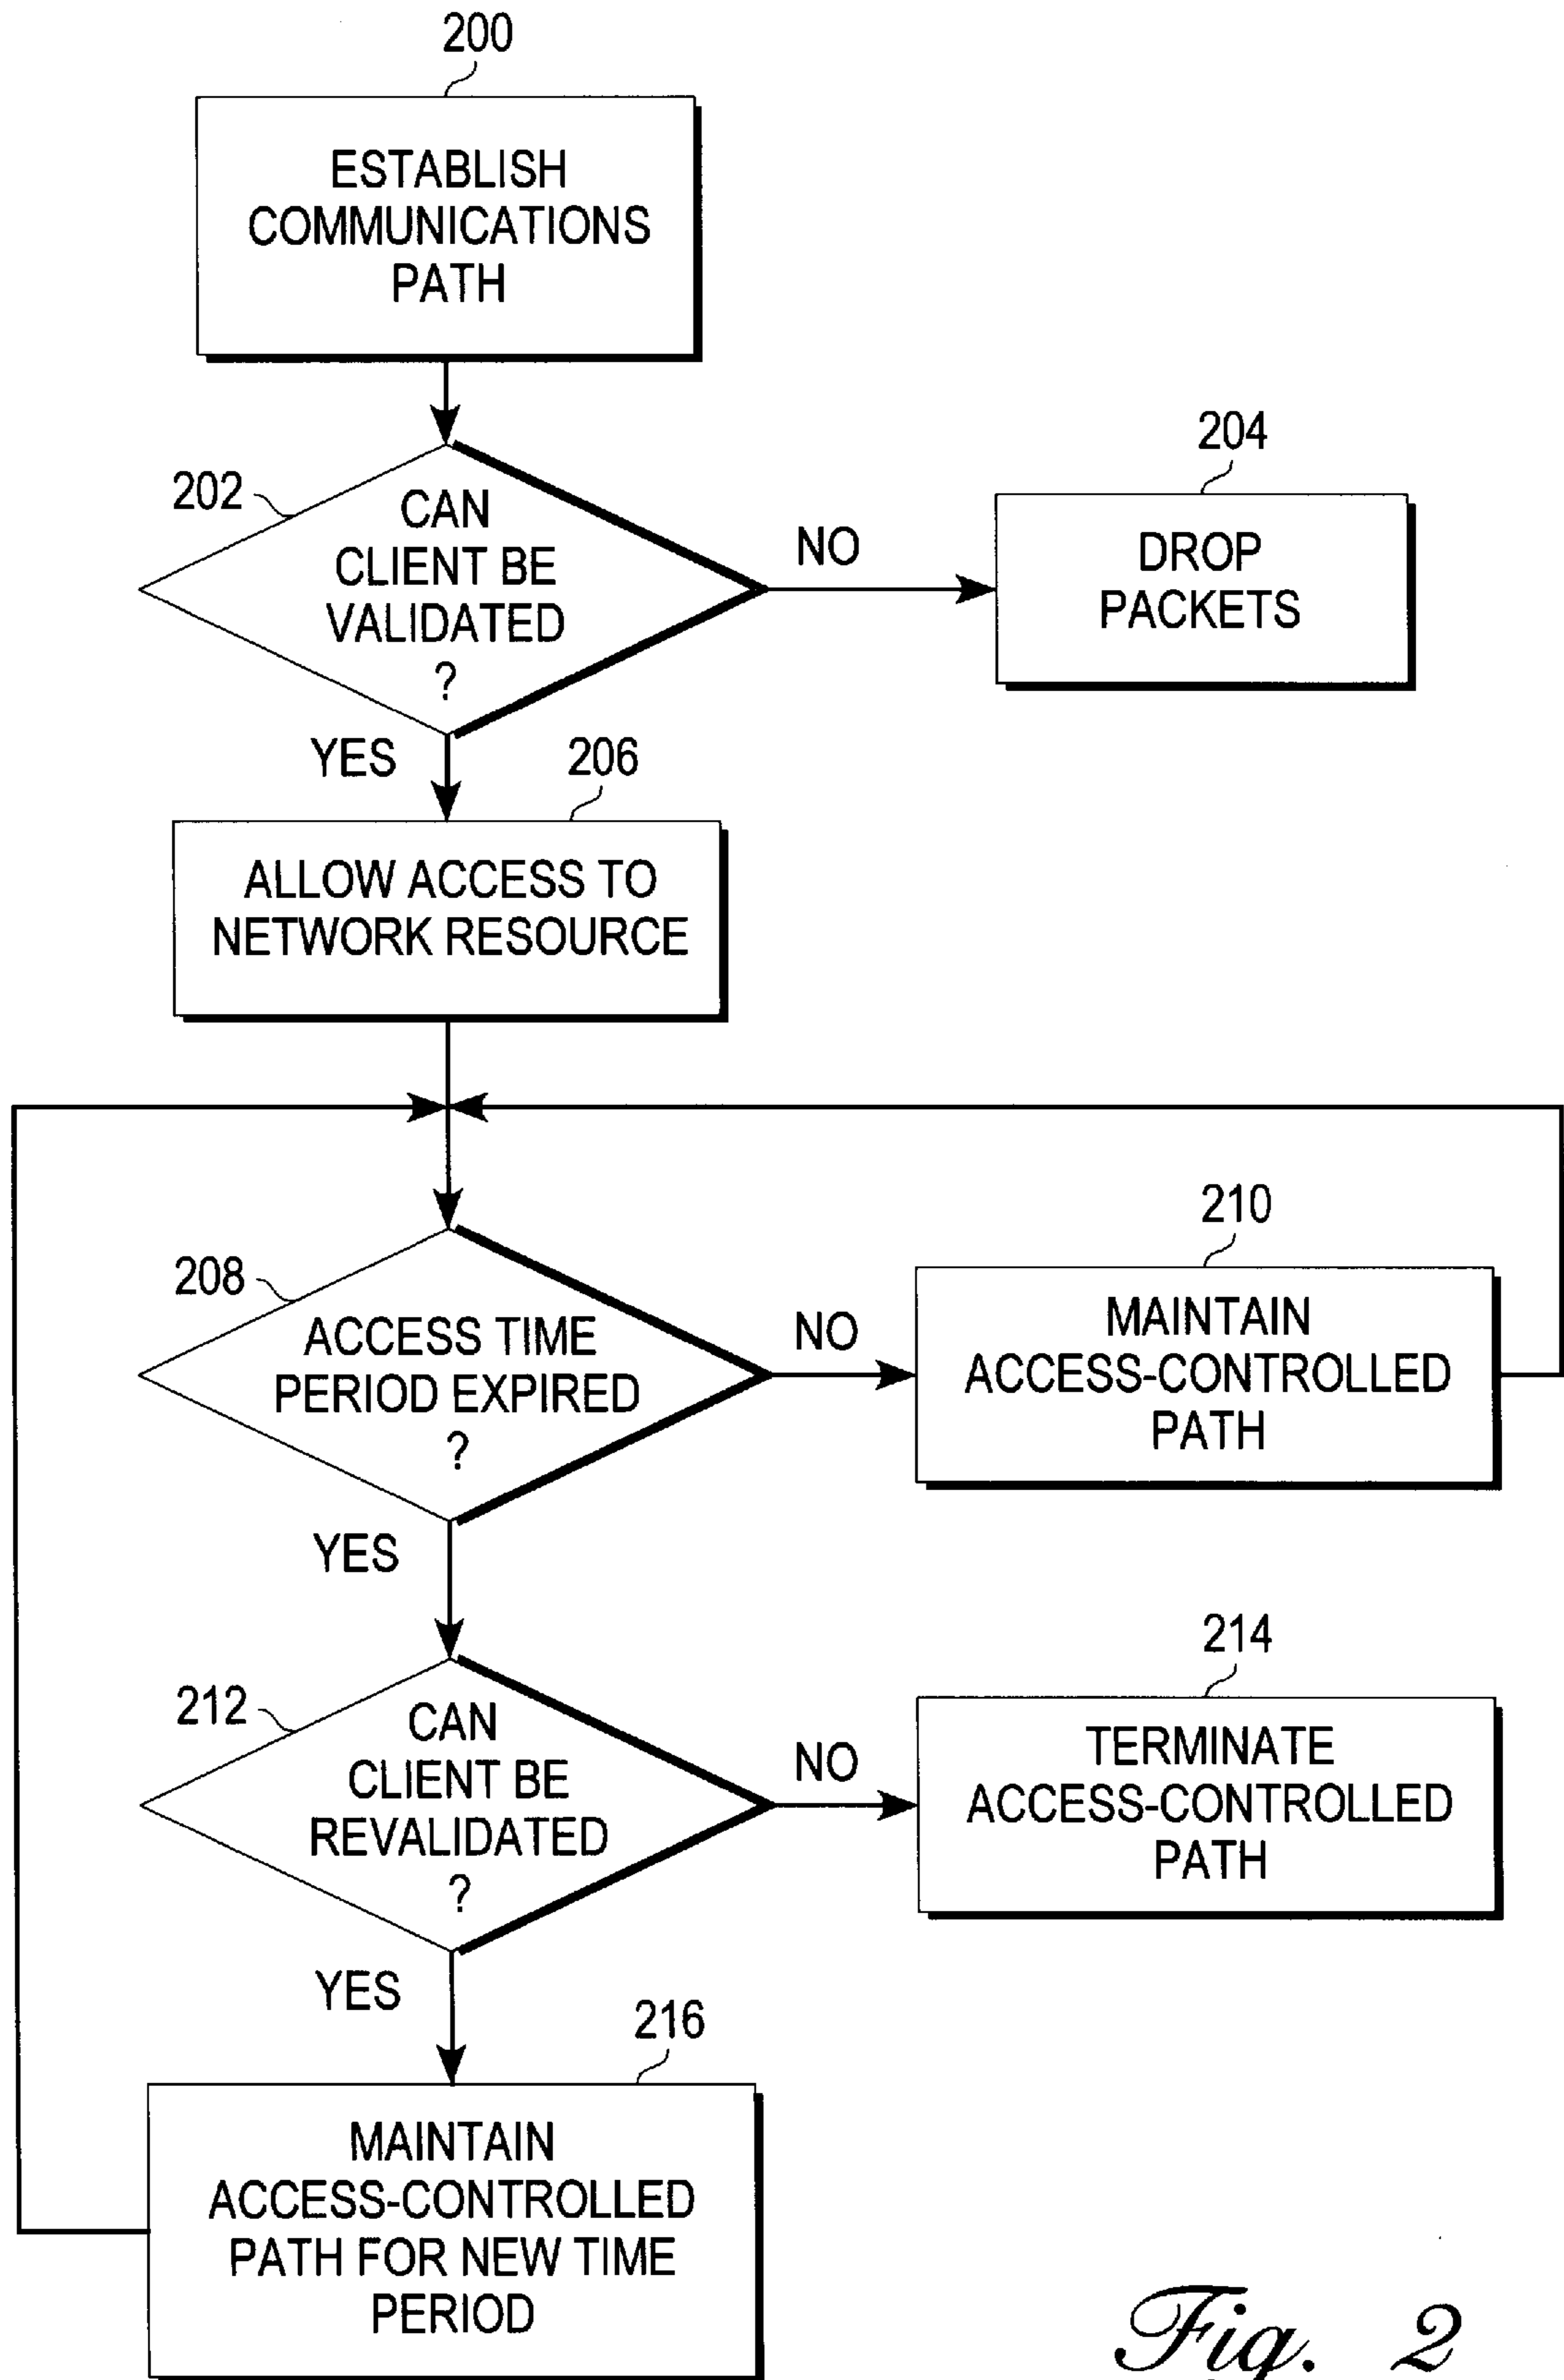 200
ESTABLISH
COMMUNICATIONS
PATH
202
CAN
CLIENT BE
VALIDATED
?
NO
204
DROP
PACKETS
YES
206
ALLOW ACCESS TO
NETWORK RESOURCE
208
ACCESS TIME
PERIOD EXPIRED
?
NO
210
MAINTAIN
ACCESS-CONTROLLED
PATH
YES
212
CAN
CLIENT BE
REVALIDATED
?
NO
214
TERMINATE
ACCESS-CONTROLLED
PATH
YES
216
MAINTAIN
ACCESS-CONTROLLED
PATH FOR NEW TIME
PERIOD
Fig. 2